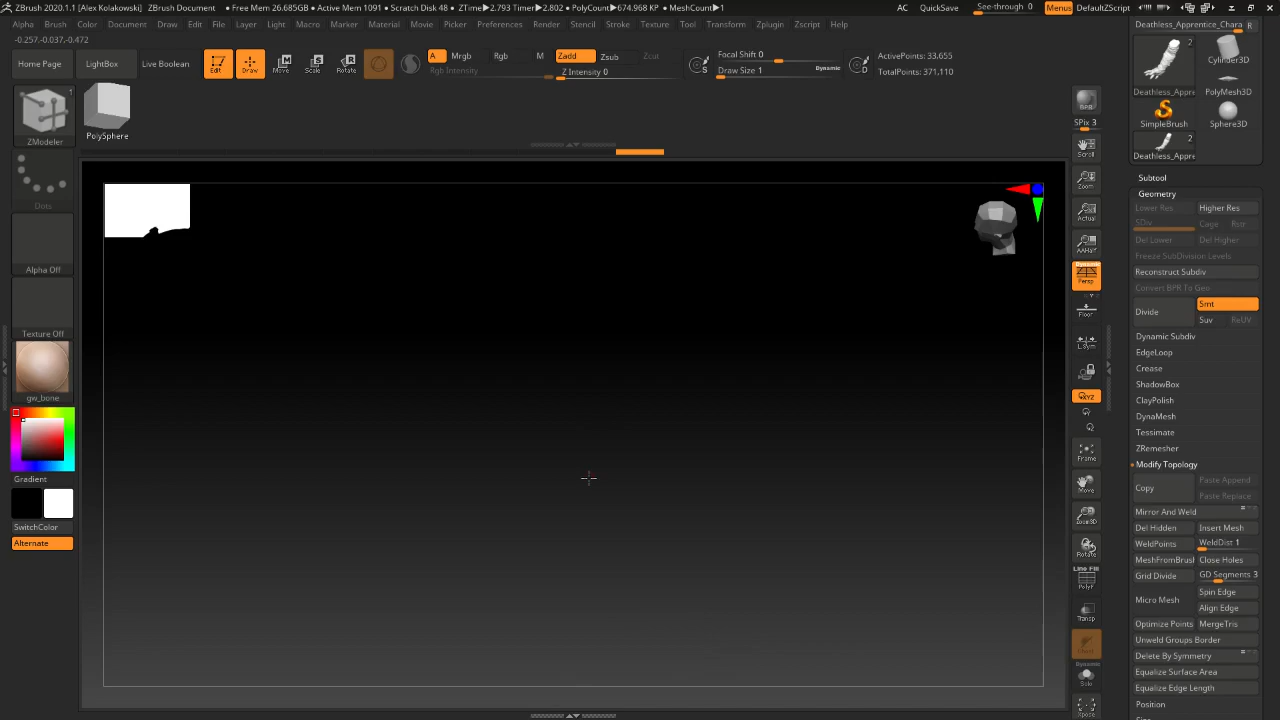 ZBrush 2020.1.1 [Alex Kolakowski] ZBrush Document • Free Mem 26.685GB • Active Mem 1091 • Scratch Disk 48 • ZTime▶2.793 Timer▶2.802 • PolyCount▶674.968 KP • MeshCount▶1 AC QuickSave See-through 0 Menus DefaultZScript
Alpha Brush Color Document Draw Edit File Layer Light Macro Marker Material Movie Picker Preferences Render Stencil Stroke Texture Tool Transform Zplugin Zscript Help
-0.257,-0.037,-0.472
Home Page LightBox Live Boolean Edit Draw Move Scale Rotate
A Mrgb Rgb M Zadd Zsub Zcut
Rgb Intensity Z Intensity 0
Focal Shift 0
Draw Size 1 Dynamic
S
D
ActivePoints: 33,655
TotalPoints: 371,110
1
ZModeler
PolySphere
Dots
Alpha Off
Texture Off
gw_bone
Gradient
SwitchColor
Alternate
BPR
SPix 3
Scroll
Zoom
Actual
AAHalf
Dynamic
Persp
Floor
L.Sym
XYZ
Frame
Move
Zoom3D
Rotate
Line Fill
PolyF
Transp
Dynamic
Solo
Xpose
Deathless_Apprentice_Chara R
2
Deathless_Appre
Cylinder3D
PolyMesh3D
SimpleBrush
Sphere3D
2
Deathless_Appre
Subtool
Geometry
Lower Res Higher Res
SDiv Cage Rstr
Del Lower Del Higher
Freeze SubDivision Levels
Reconstruct Subdiv
Convert BPR To Geo
Divide Smt
Suv ReUV
Dynamic Subdiv
EdgeLoop
Crease
ShadowBox
ClayPolish
DynaMesh
Tessimate
ZRemesher
Modify Topology
Copy Paste Append
Paste Replace
Mirror And Weld
Del Hidden Insert Mesh
WeldPoints WeldDist 1
MeshFromBrush Close Holes
Grid Divide GD Segments 3
Micro Mesh Spin Edge
Align Edge
Optimize Points MergeTris
Unweld Groups Border
Delete By Symmetry
Equalize Surface Area
Equalize Edge Length
Position